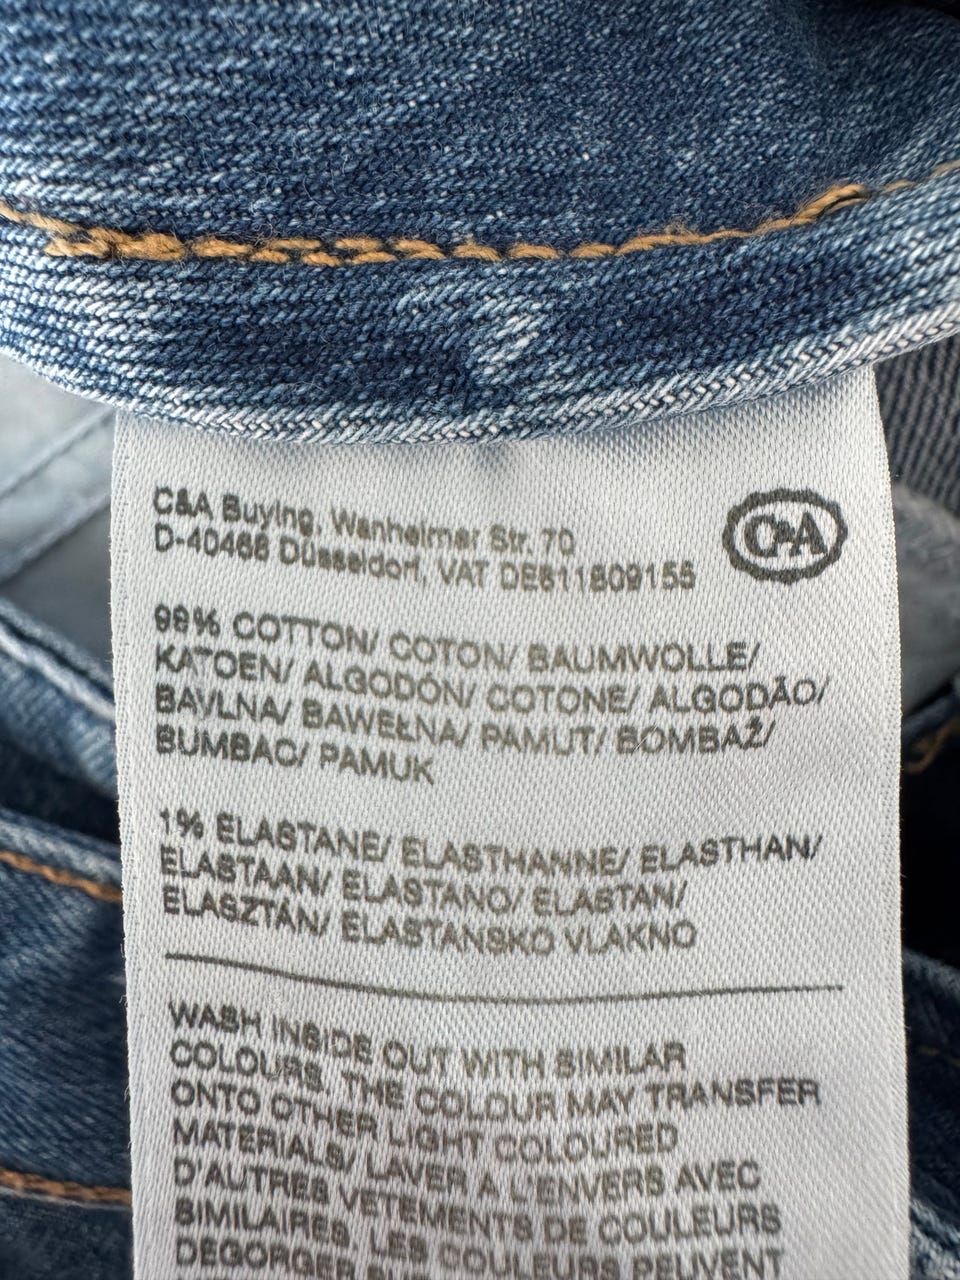 C&A Buying, Wanheimer Str. 70
D-40468 Düsseldorf, VAT DE811809155
C&A
99% COTTON/ COTON/ BAUMWOLLE/
KATOEN/ ALGODÓN/ COTONE/ ALGODÃO/
BAVLNA/ BAWEŁNA/ PAMUT/ BOMBAŽ/
BUMBAC/ PAMUK
1% ELASTANE/ ELASTHANNE/ ELASTHAN/
ELASTAAN/ ELASTANO/ ELASTAN/
ELASZTÁN/ ELASTANSKO VLAKNO
WASH INSIDE OUT WITH SIMILAR
COLOURS. THE COLOUR MAY TRANSFER
ONTO OTHER LIGHT COLOURED
MATERIALS/ LAVER A L'ENVERS AVEC
D'AUTRES VETEMENTS DE COULEURS
SIMILAIRES. LES COULEURS PEUVENT
DEGORGER